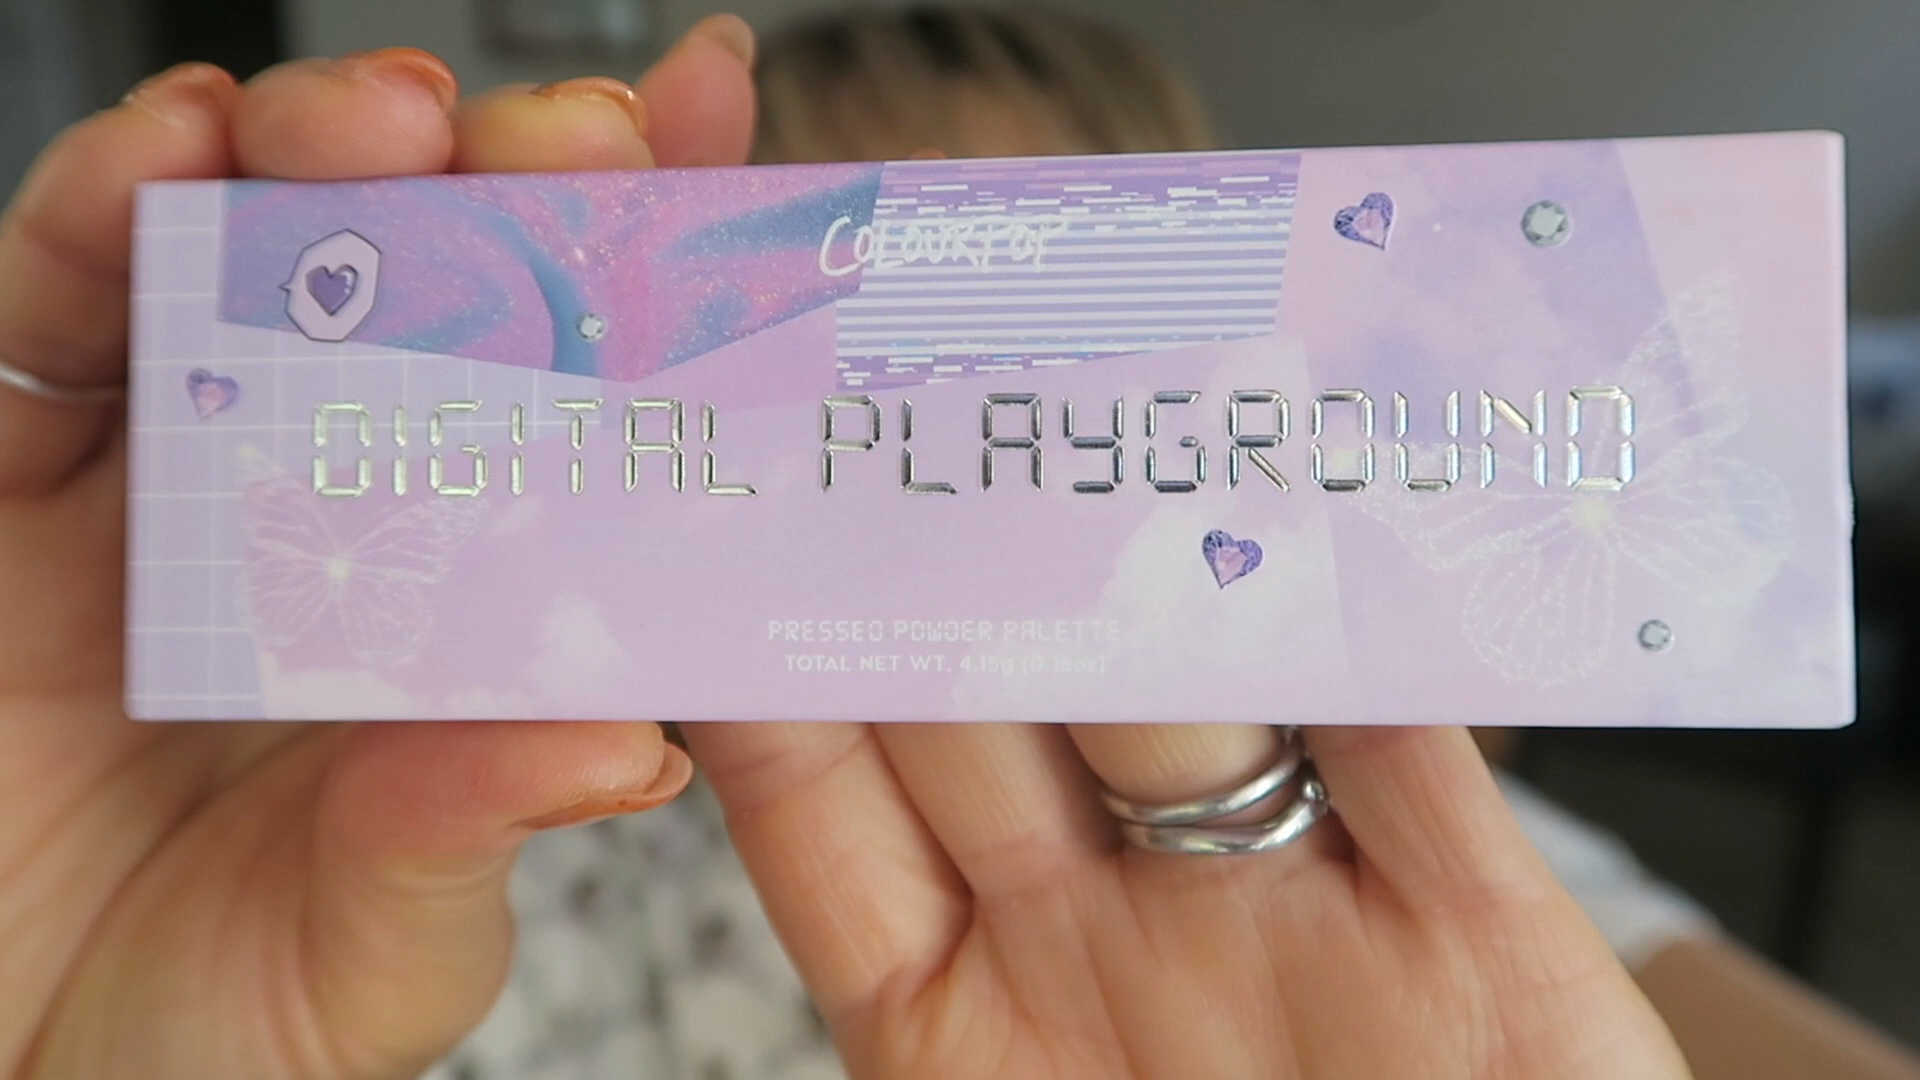 COLOURPOP
DIGITAL PLAYGROUND
PRESSED POWDER PALETTE
TOTAL NET WT. 4.15g (0.15oz)